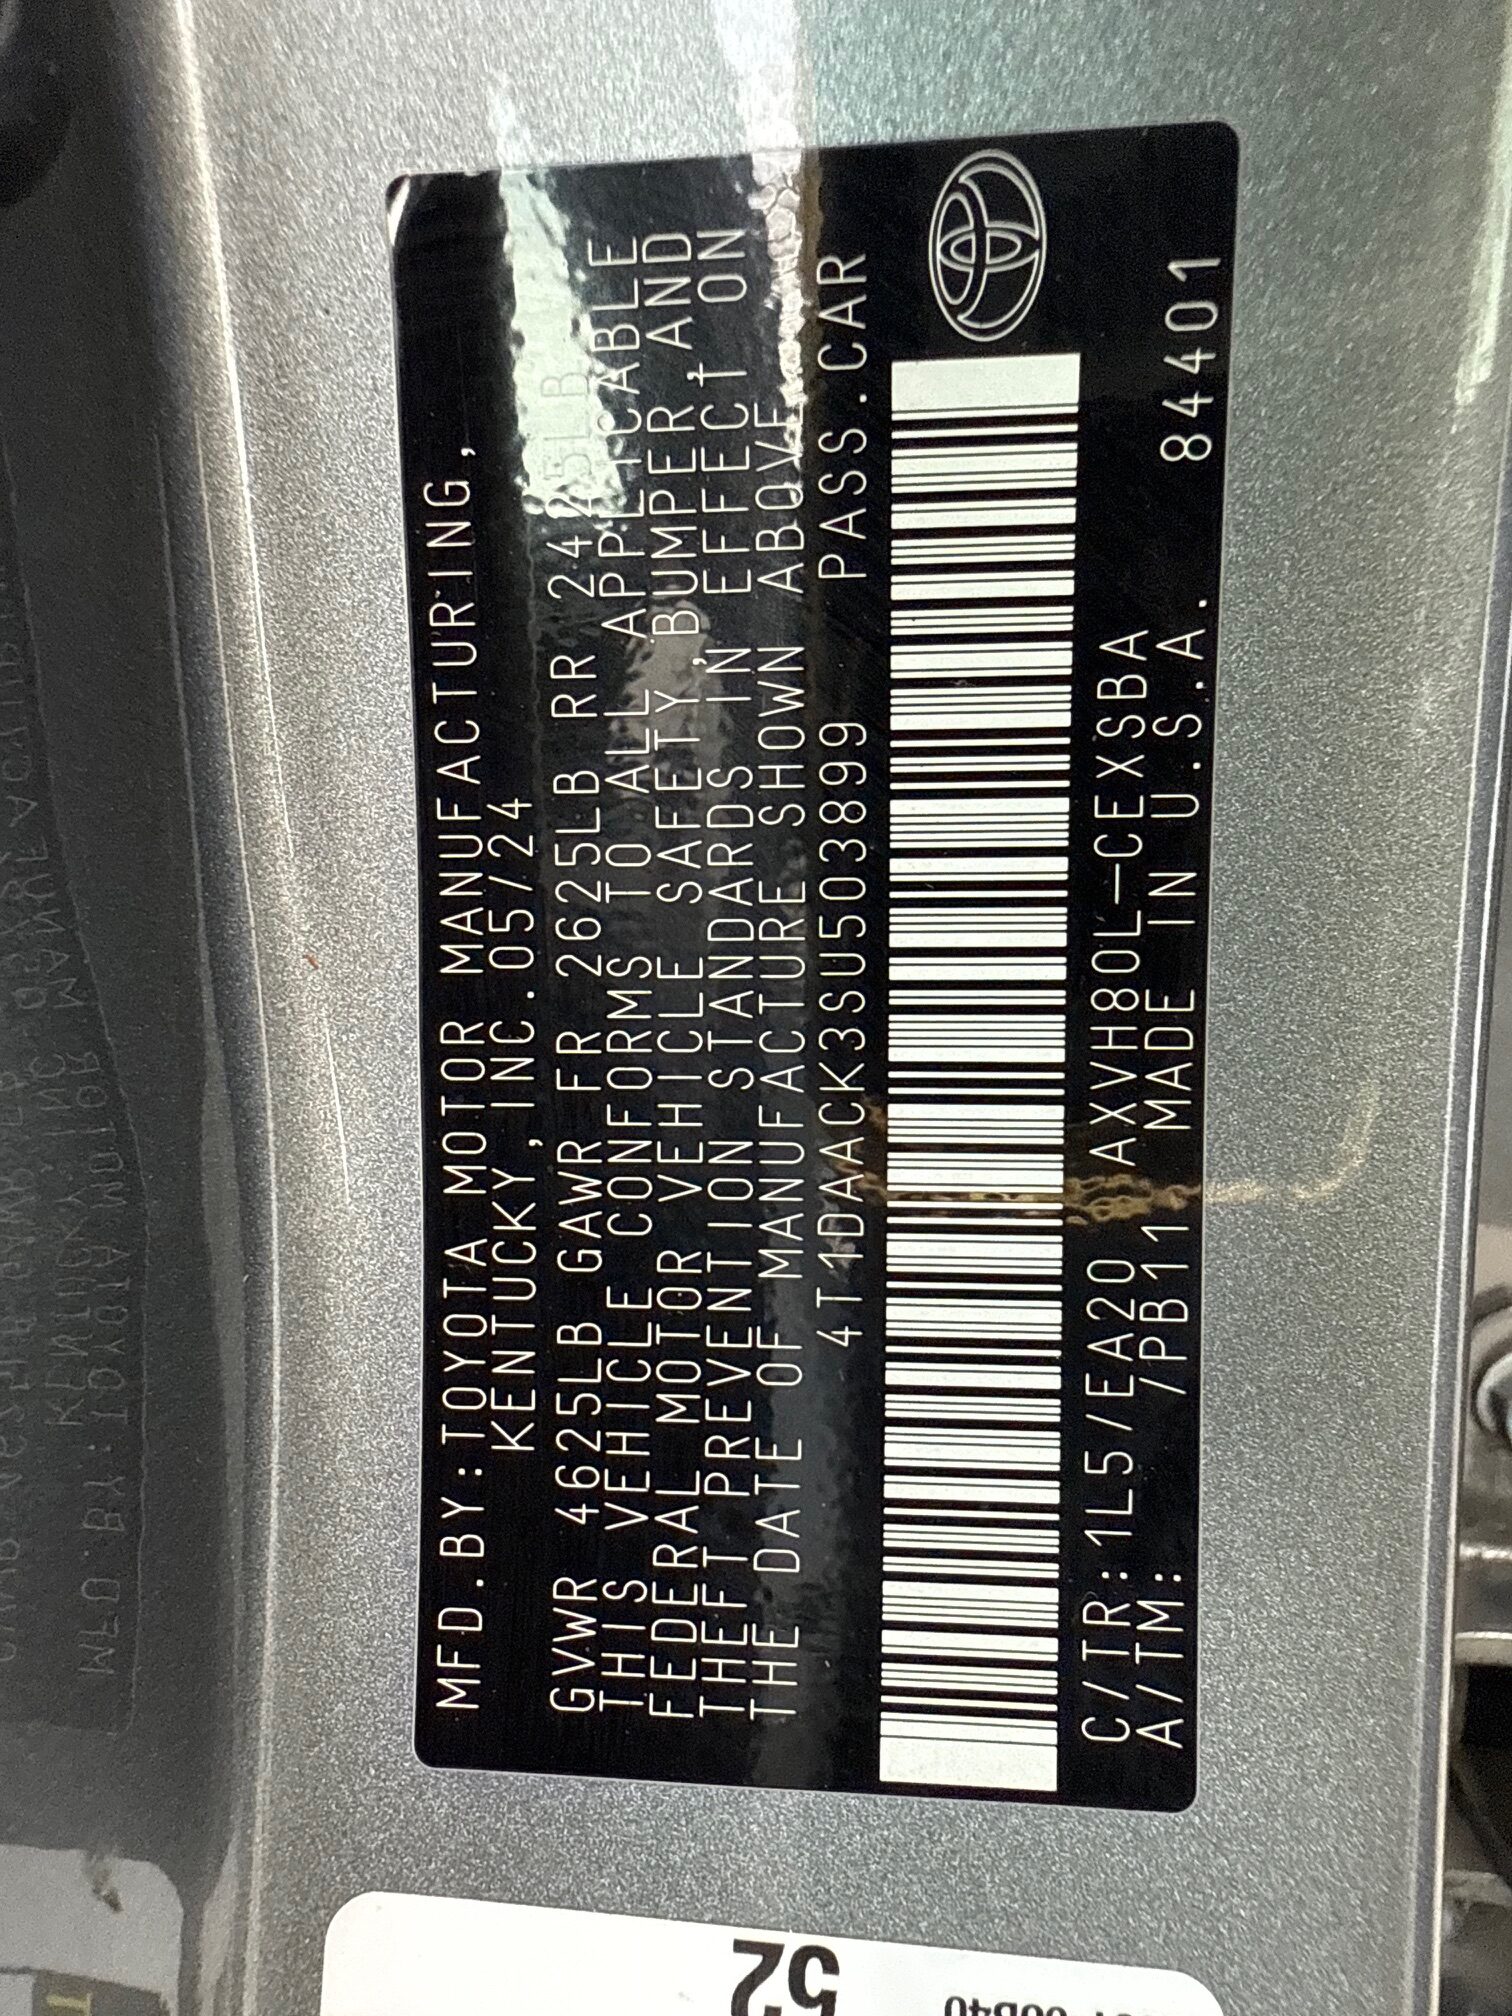 MFD.BY:TOYOTA MOTOR MANUFACTURING,
KENTUCKY, INC.05/24
GVWR 4625LB GAWR FR 2625LB RR 2425LB
THIS VEHICLE CONFORMS TO ALL APPLICABLE
FEDERAL MOTOR VEHICLE SAFETY,BUMPER,AND
THEFT PREVENTION STANDARDS IN EFFECT ON
THE DATE OF MANUFACTURE SHOWN ABOVE.
4T1DAACK3SU503899 PASS.CAR
C/TR:1L5/EA20 AXVH80L-CEXSBA
A/TM: /PB11 MADE IN U.S.A. 84401
52